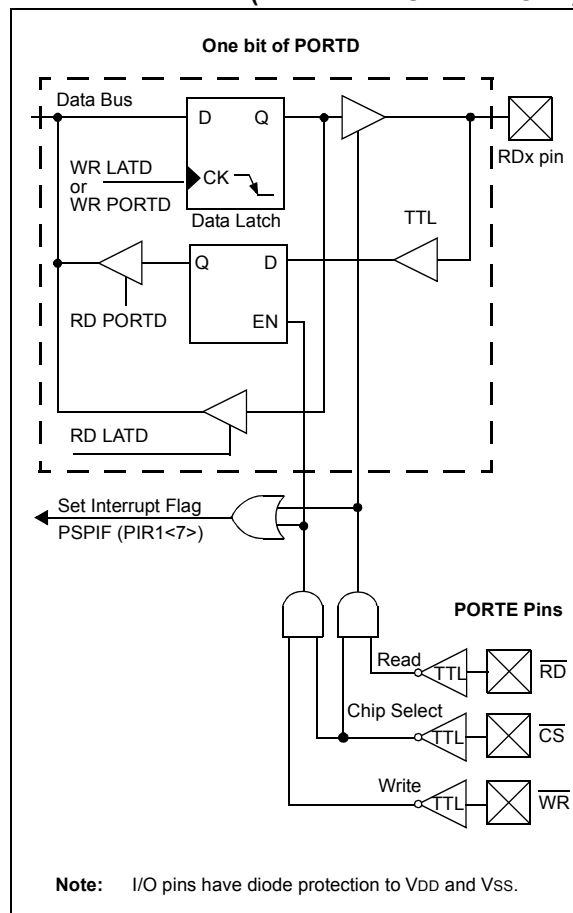 One bit of PORTD
Data Bus
D Q
RDx pin
WR LATD
or
WR PORTD
CK
Data Latch
TTL
Q D
EN
RD PORTD
RD LATD
Set Interrupt Flag
PSPIF (PIR1<7>)
PORTE Pins
Read
TTL
RD
Chip Select
TTL
CS
Write
TTL
WR
Note: I/O pins have diode protection to VDD and VSS.